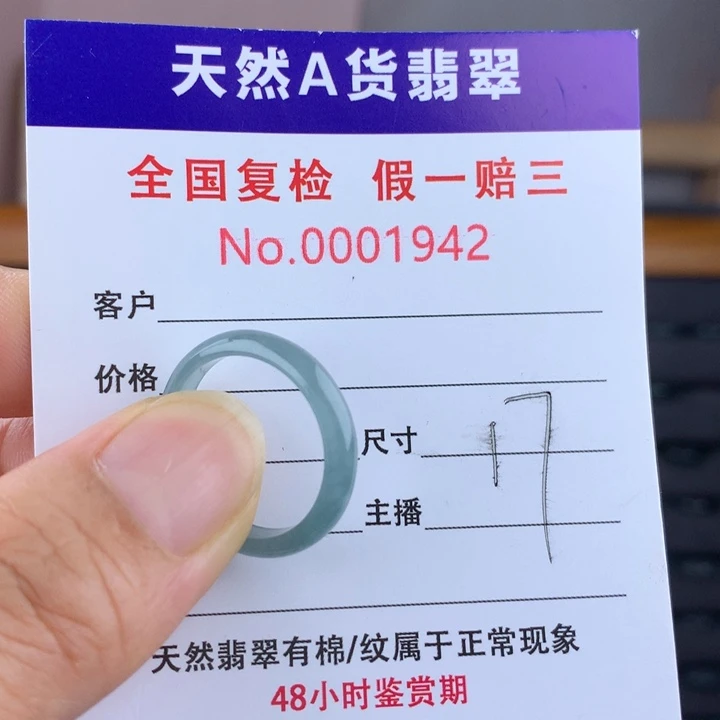 天然A货翡翠
全国复检 假一赔三
No.0001942
客户
价格
尺寸 17
主播
天然翡翠有棉/纹属于正常现象
48小时鉴赏期